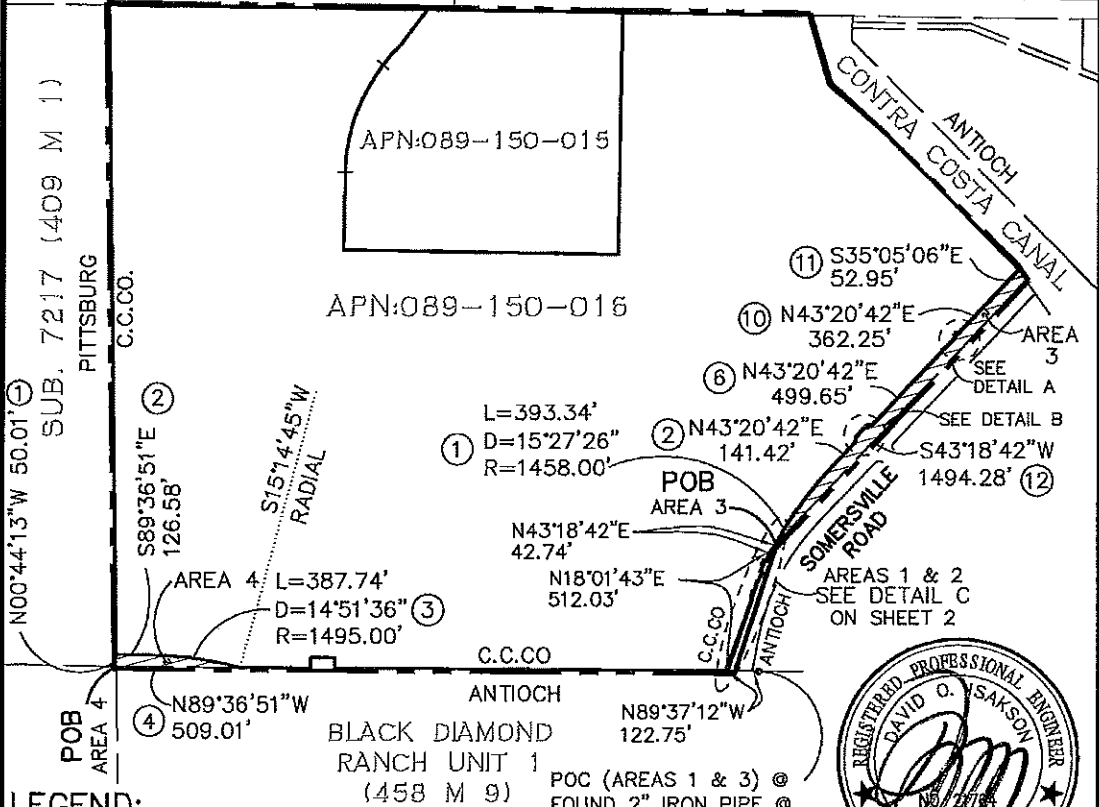 SUB. 7217 (409 M 1)
PITTSBURG
C.C.CO.
APN:089-150-015
APN:089-150-016
CONTRA COSTA CANAL
ANTIOCH
⑪ S35°05'06"E
52.95'
⑩ N43°20'42"E
362.25'
AREA
3
SEE
DETAIL A
⑥ N43°20'42"E
499.65'
SEE DETAIL B
② N43°20'42"E
141.42'
S43°18'42"W
1494.28' ⑫
SOMERSVILLE
ROAD
L=393.34'
① D=15°27'26"
R=1458.00'
POB
AREA 3
N43°18'42"E
42.74'
N18°01'43"E
512.03'
AREAS 1 & 2
SEE DETAIL C
ON SHEET 2
C.C.CO
ANTIOCH
N00°44'13"W 50.01' ①
S89°36'51"E ②
126.58'
S15°14'45"W
RADIAL
AREA 4
L=387.74'
D=14°51'36" ③
R=1495.00'
C.C.CO
ANTIOCH
POB
AREA 4
④ N89°36'51"W
509.01'
N89°37'12"W
122.75'
BLACK DIAMOND
RANCH UNIT 1
(458 M 9)
POC (AREAS 1 & 3) @
FOUND 2" IRON PIPE @
LEGEND:
REGISTERED PROFESSIONAL ENGINEER
DAVID O. ISAKSON